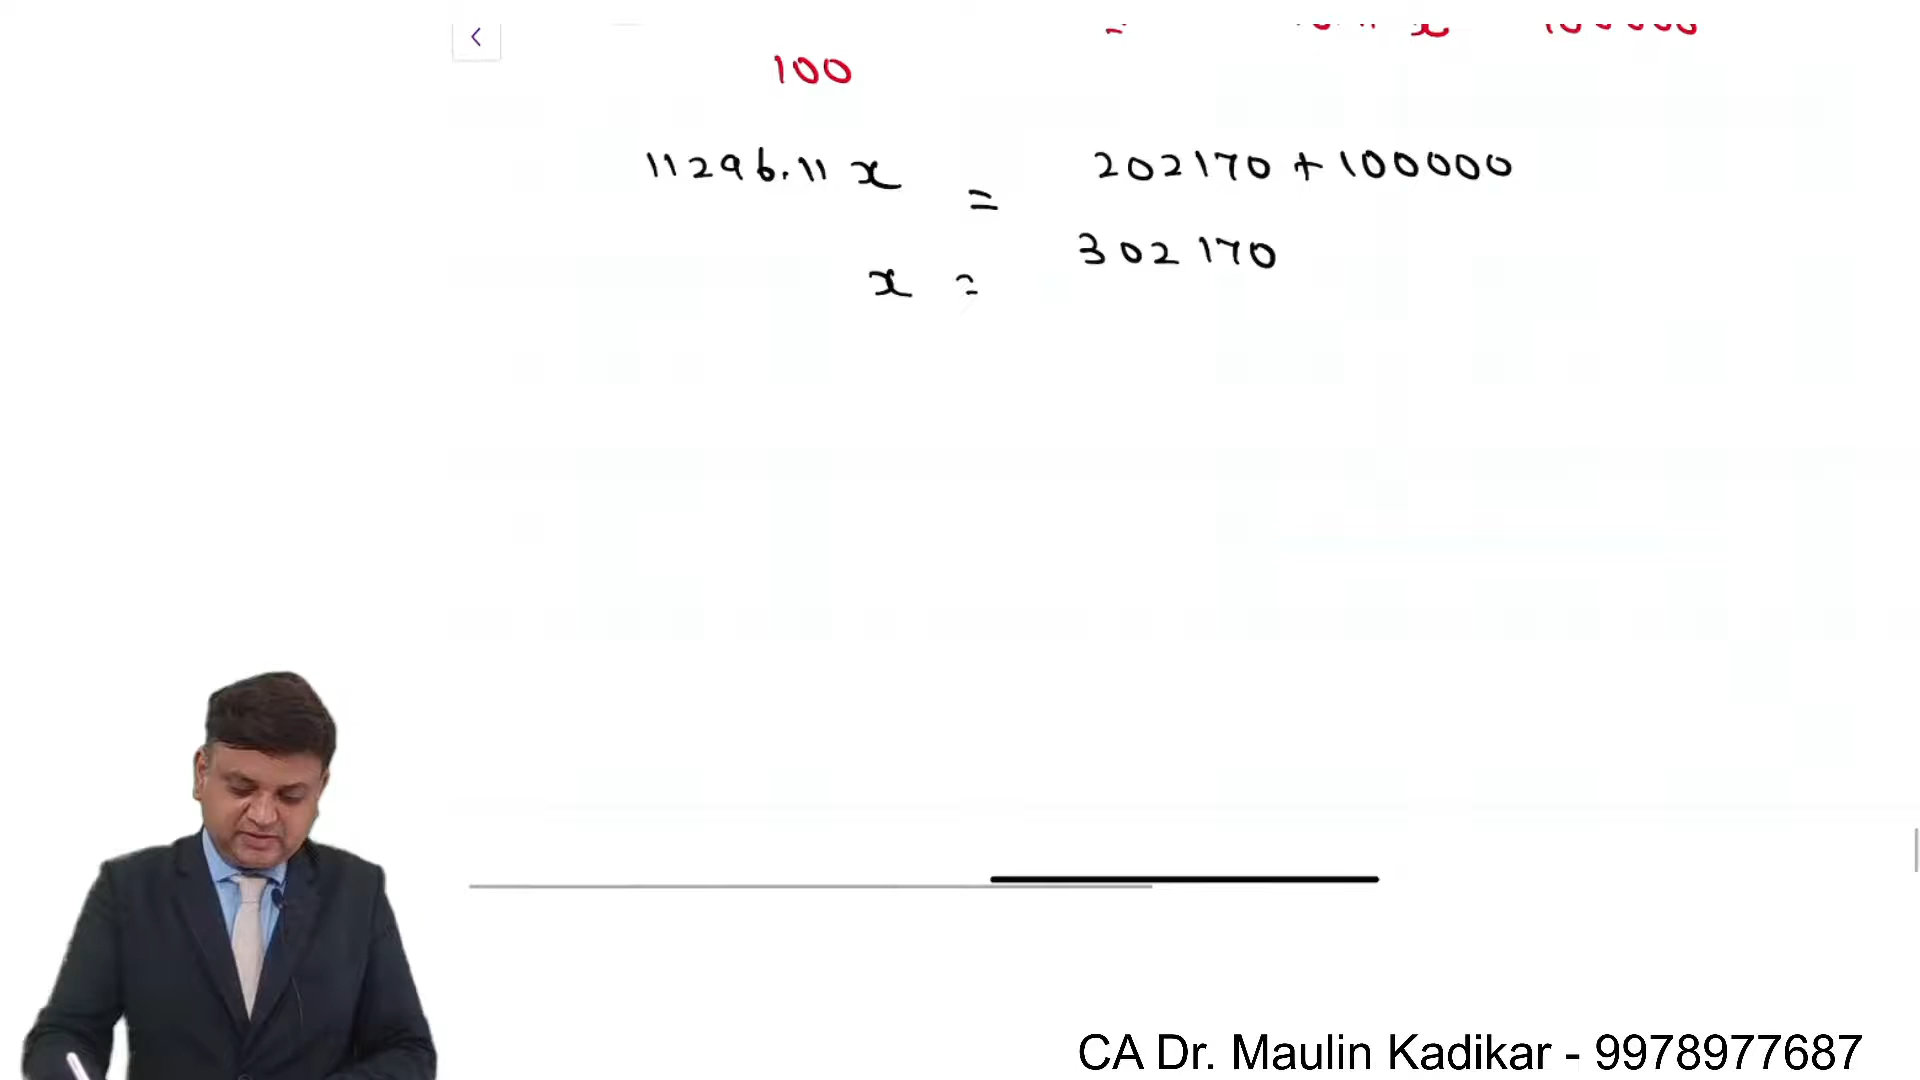 100
11296.11 x = 202170 + 100000
x = 302170
CA Dr. Maulin Kadikar - 9978977687